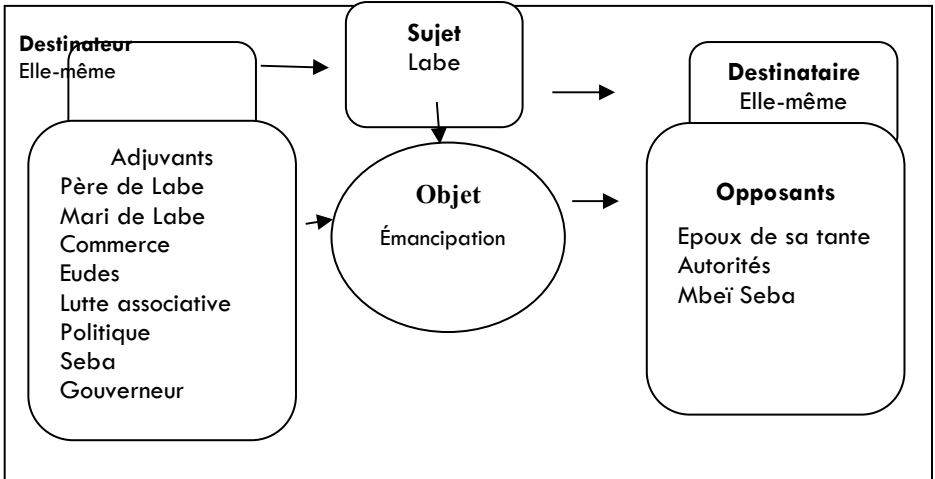 Destinateur
Elle-même
Sujet
Labe
Destinataire
Elle-même
Adjuvants
Père de Labe
Mari de Labe
Commerce
Eudes
Lutte associative
Politique
Seba
Gouverneur
Objet
Émancipation
Opposants
Epoux de sa tante
Autorités
Mbeï Seba